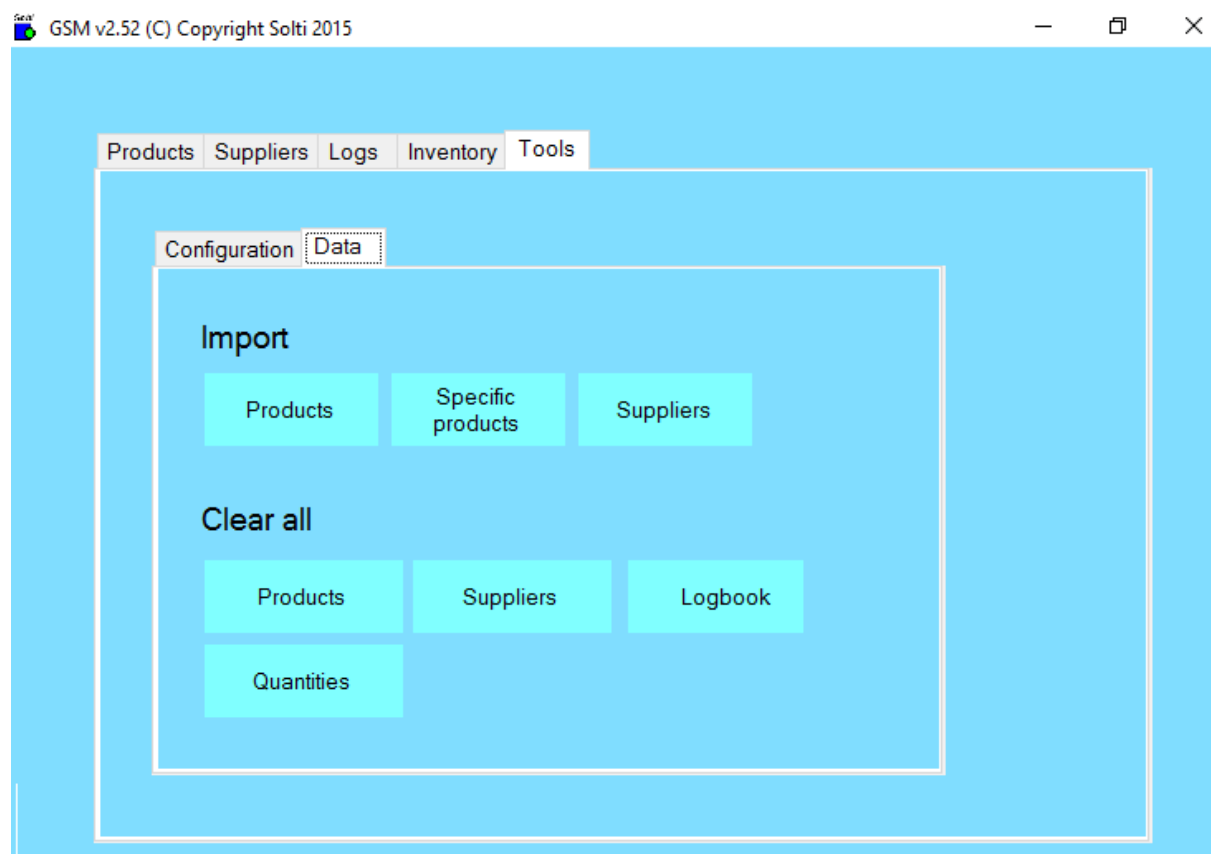 GSM v2.52 (C) Copyright Solti 2015
Products Suppliers Logs Inventory Tools
Configuration Data
Import
Products
Specific
products
Suppliers
Clear all
Products Suppliers Logbook
Quantities